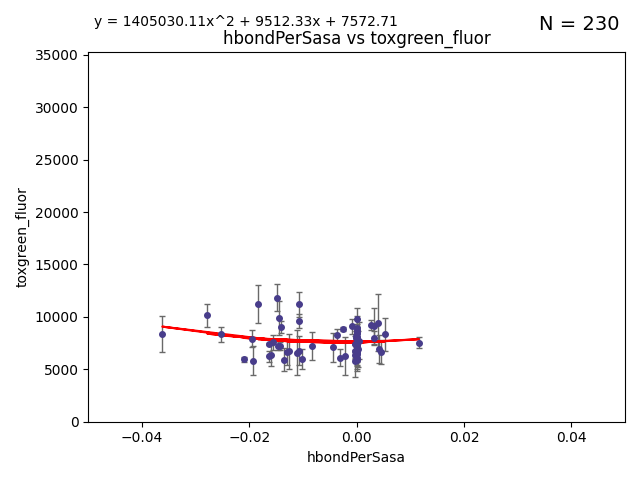 y = 1405030.11x^2 + 9512.33x + 7572.71
N = 230
hbondPerSasa vs toxgreen_fluor
35000
30000
25000
20000
15000
10000
5000
0
toxgreen_fluor
−0.04
−0.02
0.00
0.02
0.04
hbondPerSasa